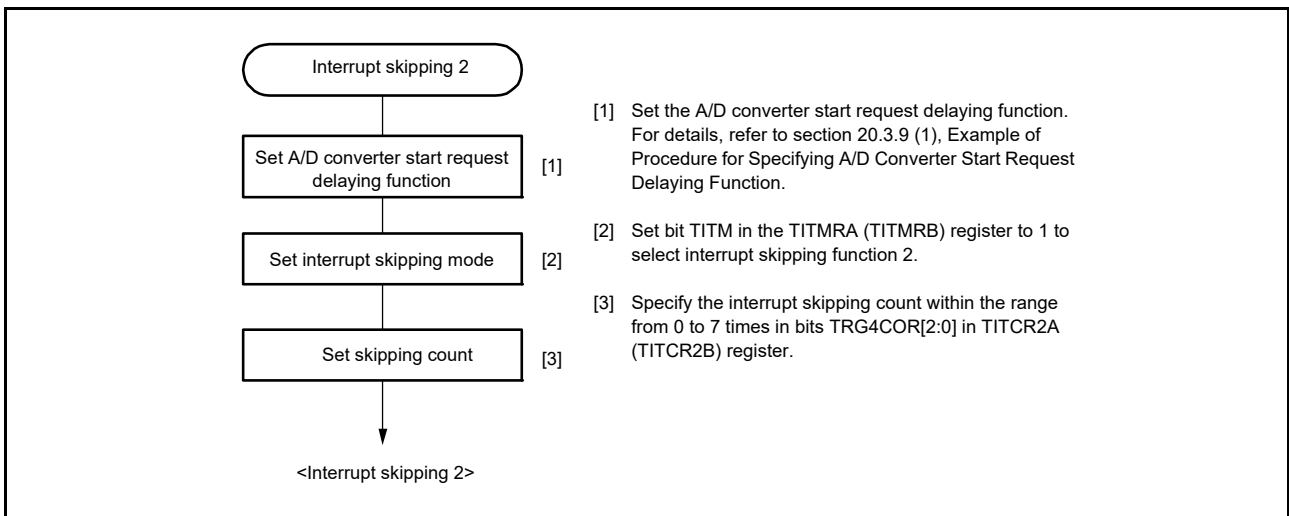 Interrupt skipping 2
Set A/D converter start request
delaying function
[1]
Set interrupt skipping mode
[2]
Set skipping count
[3]
<Interrupt skipping 2>
[1] Set the A/D converter start request delaying function.
For details, refer to section 20.3.9 (1), Example of
Procedure for Specifying A/D Converter Start Request
Delaying Function.
[2] Set bit TITM in the TITMRA (TITMRB) register to 1 to
select interrupt skipping function 2.
[3] Specify the interrupt skipping count within the range
from 0 to 7 times in bits TRG4COR[2:0] in TITCR2A
(TITCR2B) register.